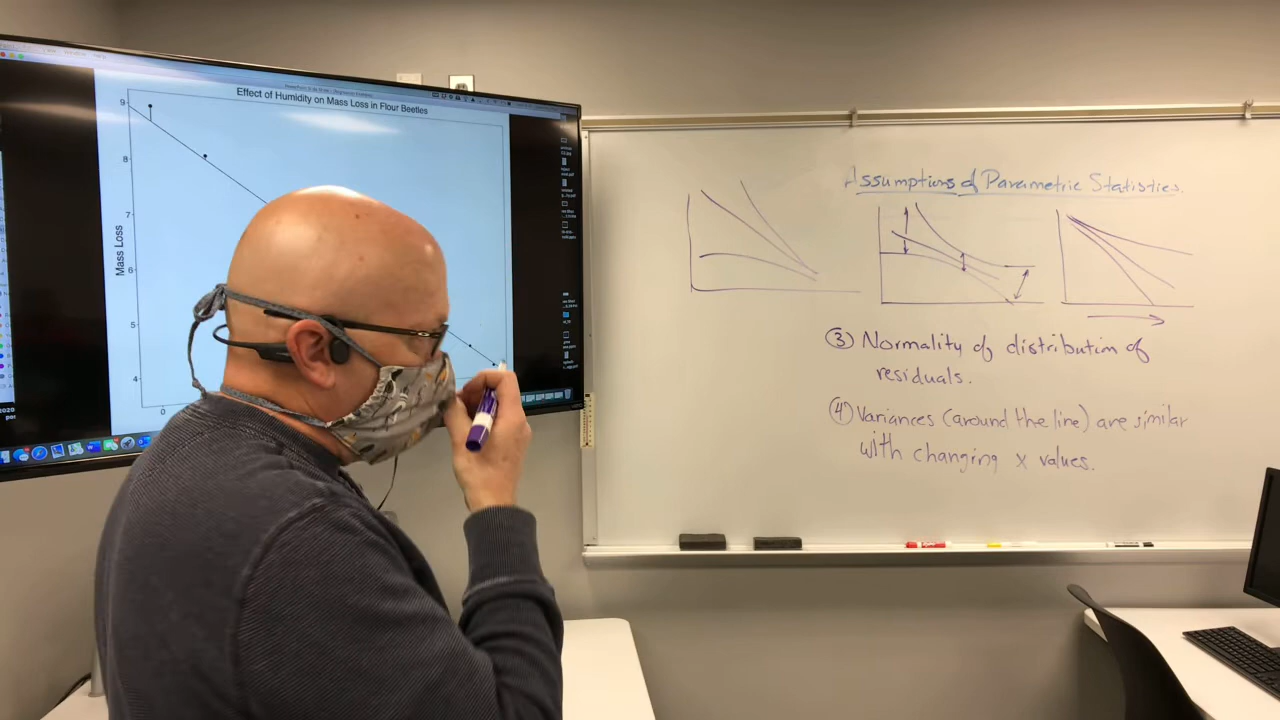 Effect of Humidity on Mass Loss in Flour Beetles
9
8
7
6
5
4
0
Mass Loss
Assumptions of Parametric Statistics.
③ Normality of distribution of
residuals.
④ Variances (around the line) are similar
with changing x values.